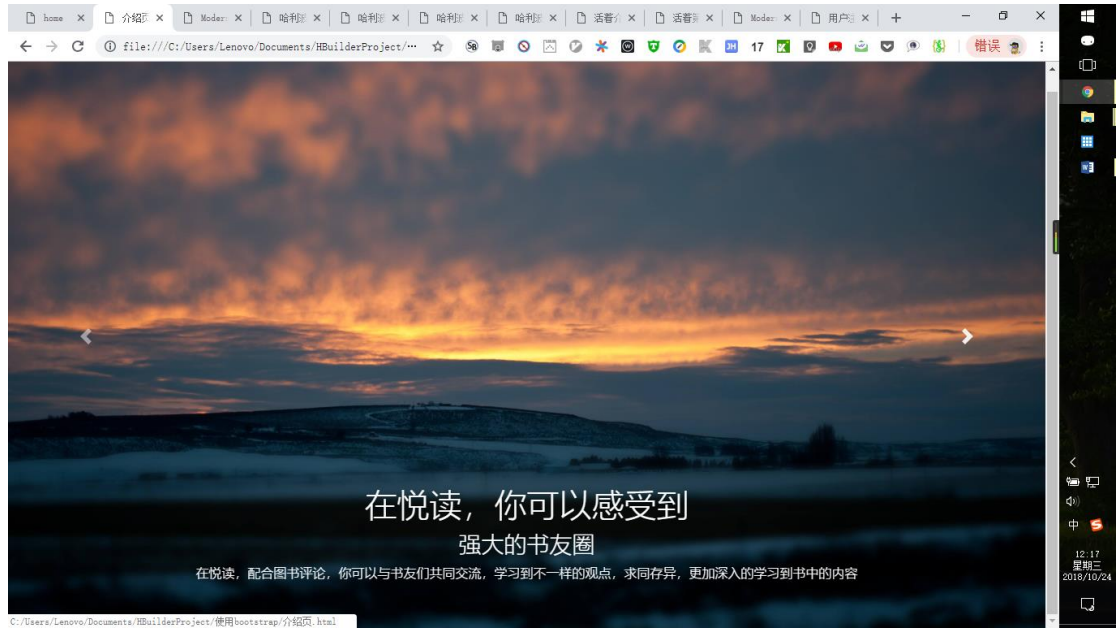 home
介绍页
Moder
哈利
哈利
哈利
哈利
活着
活着
Moder
用户
file:///C:/Users/Lenovo/Documents/HBuilderProject/…
17
JH
错误
在悦读，你可以感受到
强大的书友圈
在悦读，配合图书评论，你可以与书友们共同交流，学习到不一样的观点，求同存异，更加深入的学习到书中的内容
C:/Users/Lenovo/Documents/HBuilderProject/使用bootstrap/介绍页.html
中
12:17
星期三
2018/10/24